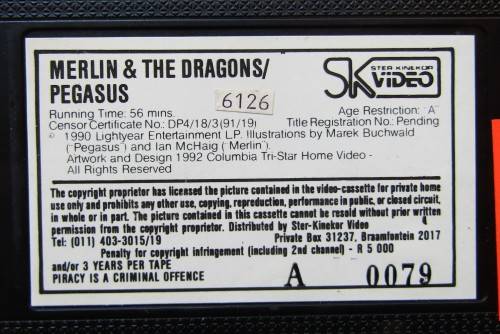 MERLIN & THE DRAGONS/
PEGASUS
STER KINEKOR
SK VIDEO
6126
Running Time: 56 mins.
Age Restriction: "A"
Censor Certificate No.: DP4/18/3(91/19)
Title Registration No.: Pending
© 1990 Lightyear Entertainment LP. Illustrations by Marek Buchwald
("Pegasus") and Ian McHaig ("Merlin").
Artwork and Design 1992 Columbia Tri-Star Home Video -
All Rights Reserved
The copyright proprietor has licensed the picture contained in the video-cassette for private home
use only and prohibits any other use, copying, reproduction, performance in public, or closed circuit,
in whole or in part. The picture contained in this cassette cannot be resold without prior written
permission from the copyright proprietor. Distributed by Ster-Kinekor Video
Tel: (011) 403-3015/19
Private Box 31237, Braamfontein 2017
Penalty for copyright infringement (including 2nd channel) - R 5 000
and/or 3 YEARS PER TAPE
PIRACY IS A CRIMINAL OFFENCE
A 0079